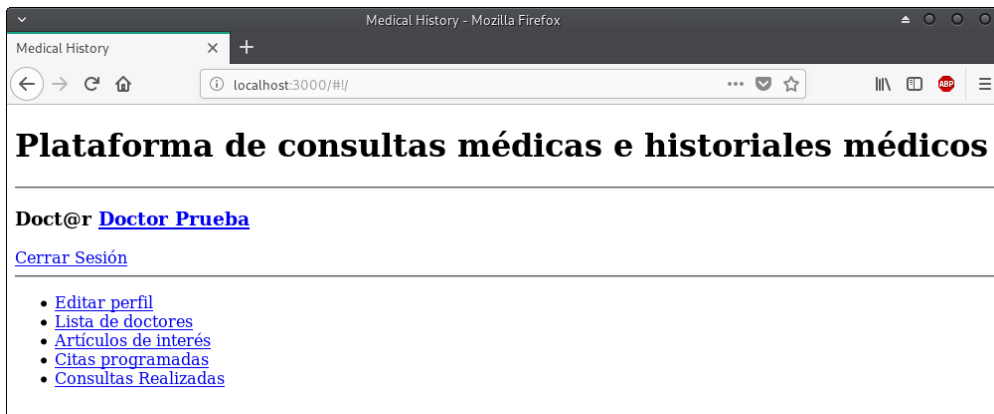 Medical History - Mozilla Firefox
Medical History
localhost:3000/#!/
ABP
Plataforma de consultas médicas e historiales médicos
Doct@r Doctor Prueba
Cerrar Sesión
Editar perfil
Lista de doctores
Artículos de interés
Citas programadas
Consultas Realizadas